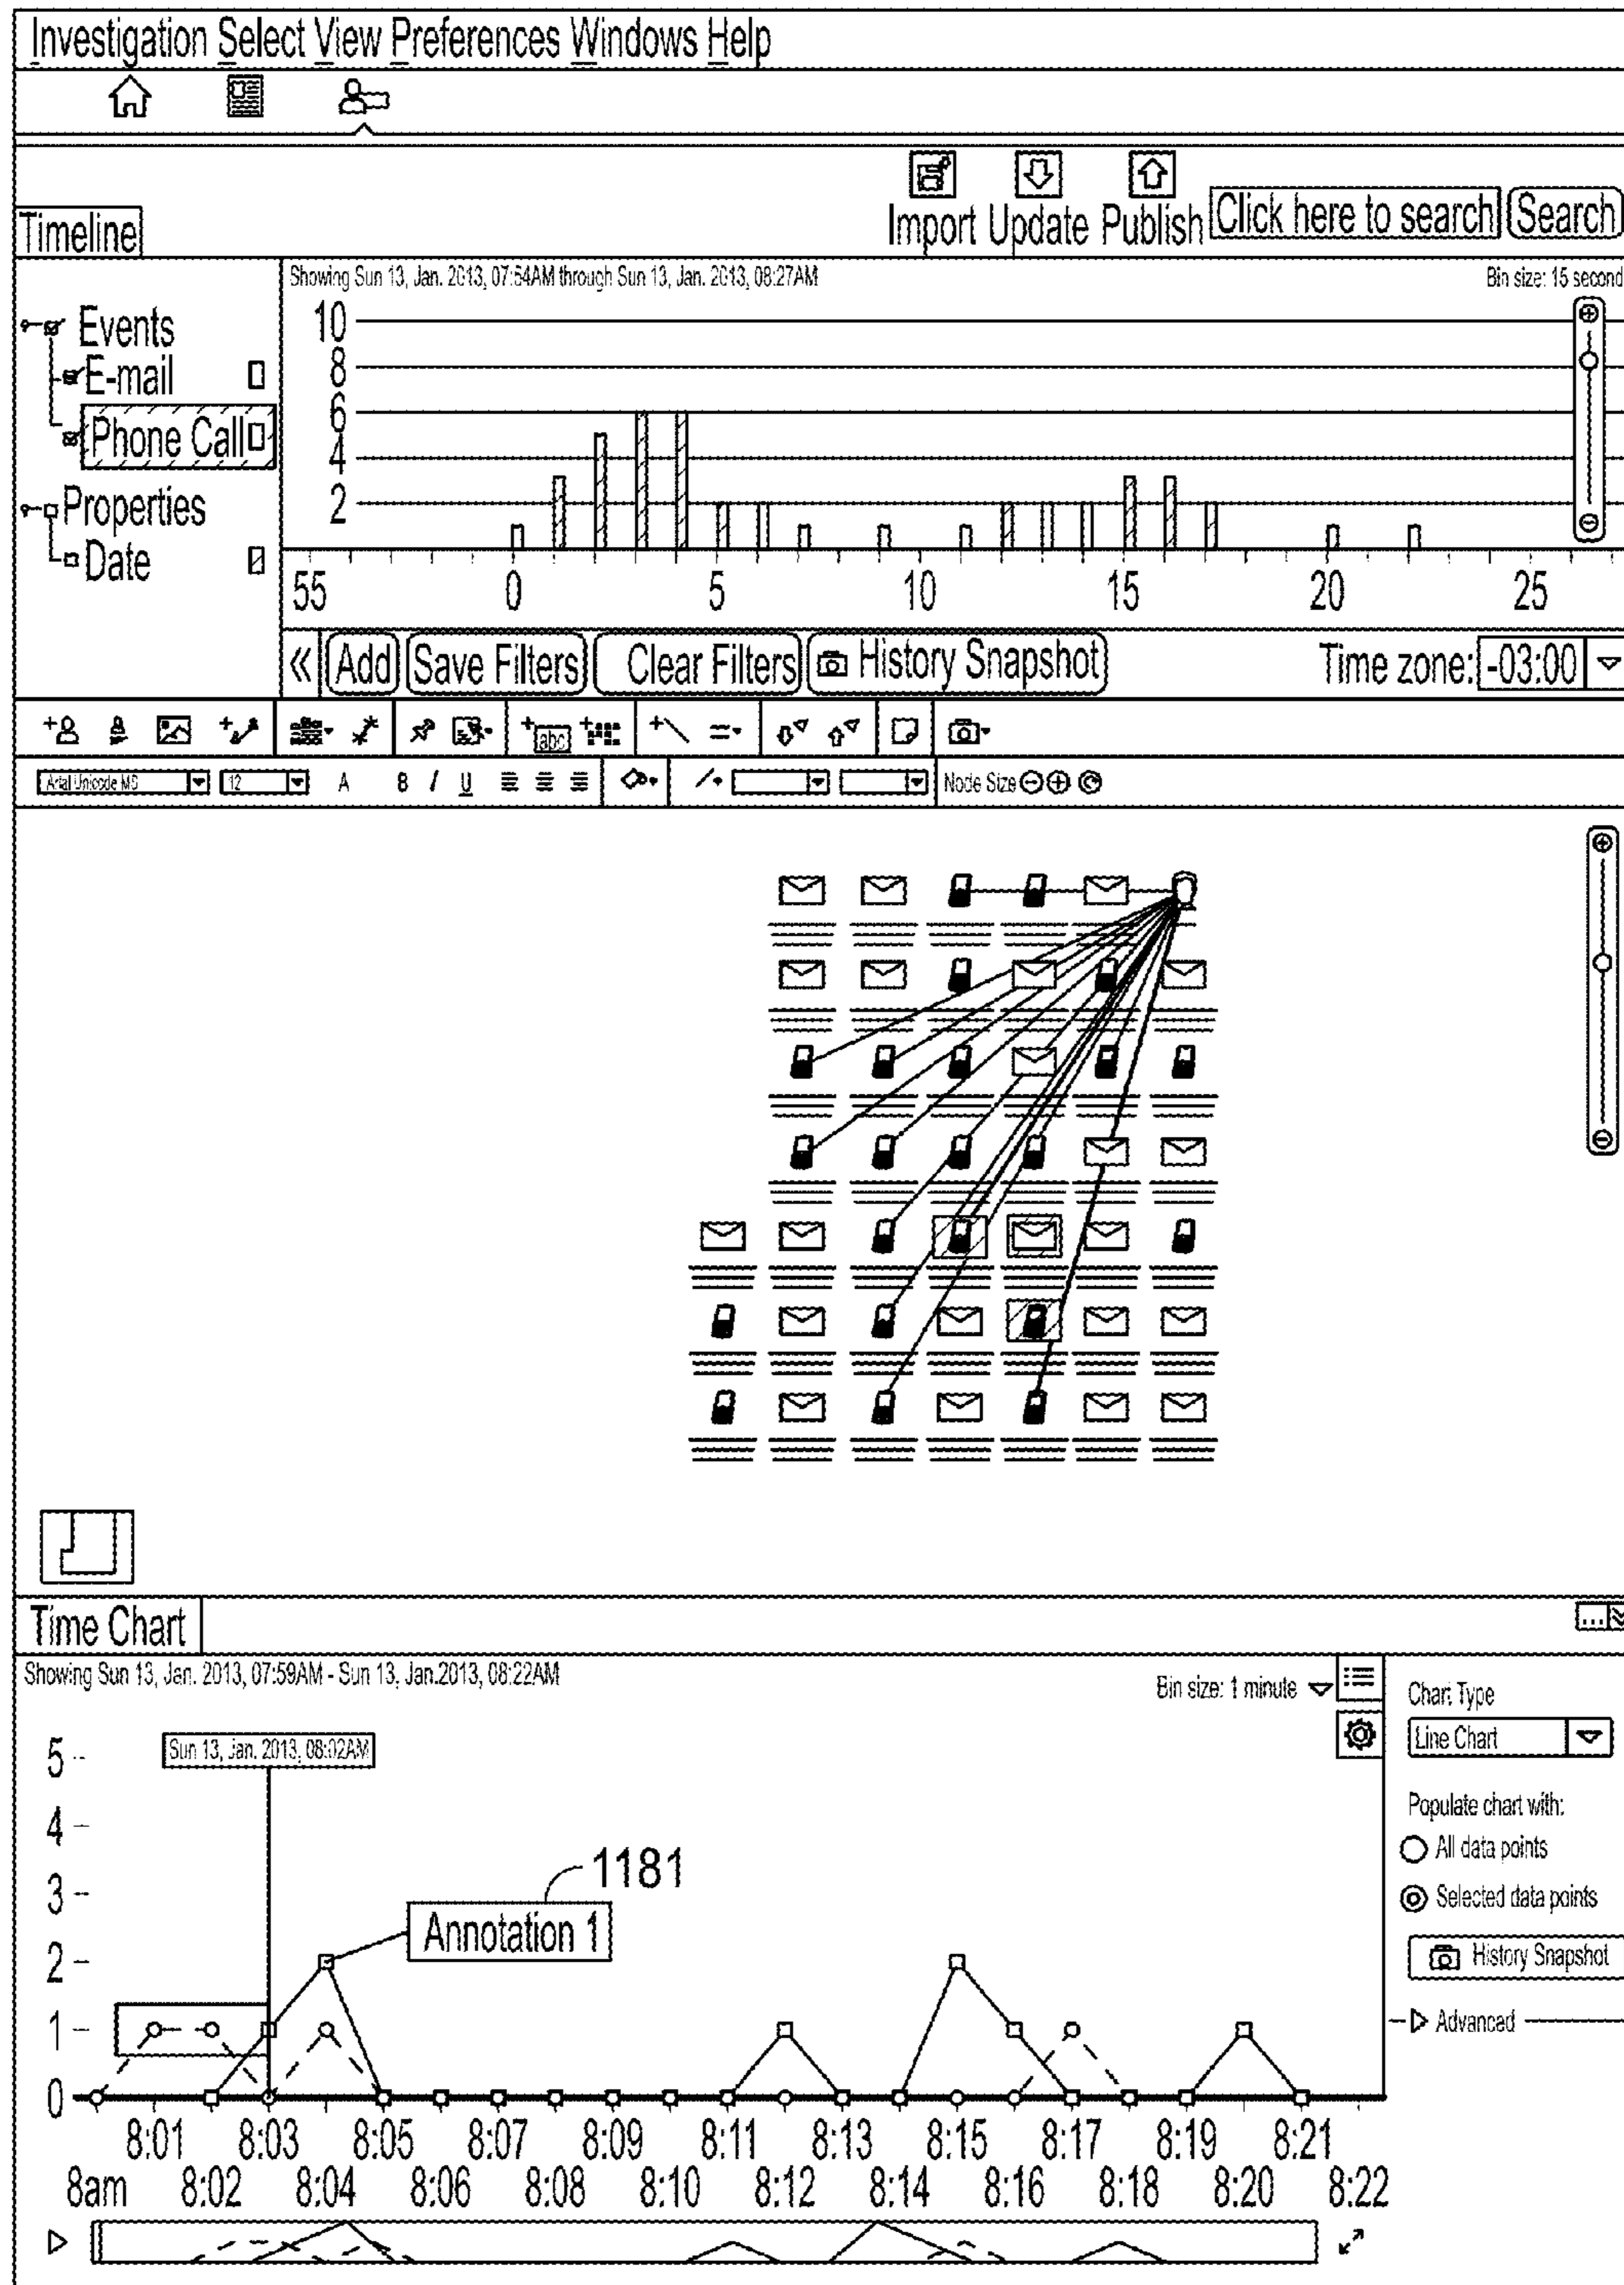 Investigation Select View Preferences Windows Help
Import Update Publish Click here to search Search
Timeline
Showing Sun 13, Jan. 2013, 07:54AM through Sun 13, Jan. 2013, 08:27AM
Bin size: 15 second
Events
E-mail
Phone Call
Properties
Date
10
8
6
4
2
55 0 5 10 15 20 25
« Add Save Filters Clear Filters History Snapshot Time zone: -03:00
abc
Arial Unicode MS 12 A B I U Node Size
Time Chart
...
Showing Sun 13, Jan. 2013, 07:59AM - Sun 13, Jan.2013, 08:22AM
Bin size: 1 minute
Chart Type
Line Chart
Sun 13, Jan. 2013, 08:02AM
5
4
3
2
1
0
1181
Annotation 1
Populate chart with:
All data points
Selected data points
History Snapshot
Advanced
8:01 8:03 8:05 8:07 8:09 8:11 8:13 8:15 8:17 8:19 8:21
8am 8:02 8:04 8:06 8:08 8:10 8:12 8:14 8:16 8:18 8:20 8:22